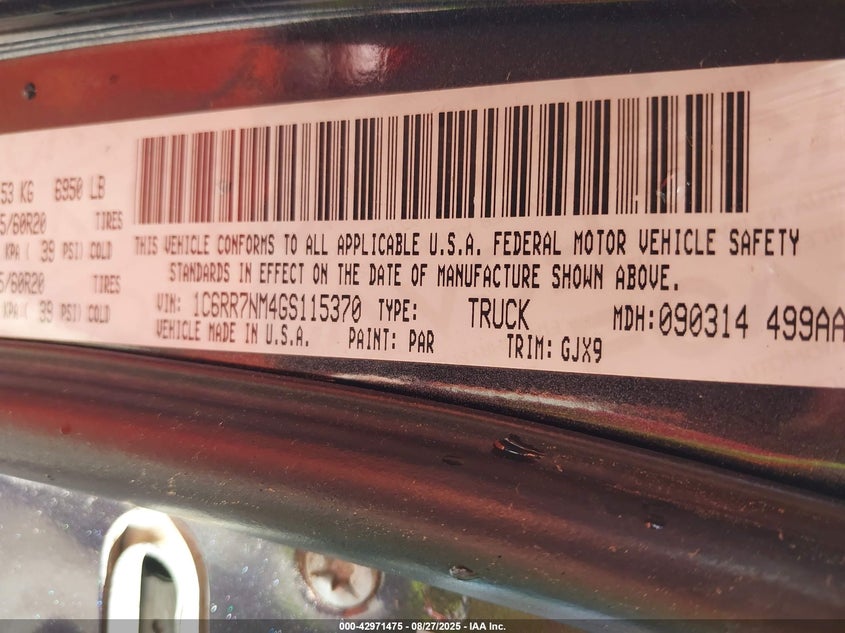 53 KG 6950 LB
5/60R20 TIRES
KPA( 39 PSI) COLD
5/60R20 TIRES
KPA( 39 PSI) COLD
THIS VEHICLE CONFORMS TO ALL APPLICABLE U.S.A. FEDERAL MOTOR VEHICLE SAFETY
STANDARDS IN EFFECT ON THE DATE OF MANUFACTURE SHOWN ABOVE.
VIN: 1C6RR7NM4GS115370 TYPE: TRUCK MDH:090314 499AA
VEHICLE MADE IN U.S.A. PAINT: PAR TRIM: GJX9
000-42971475 - 08/27/2025 - IAA Inc.